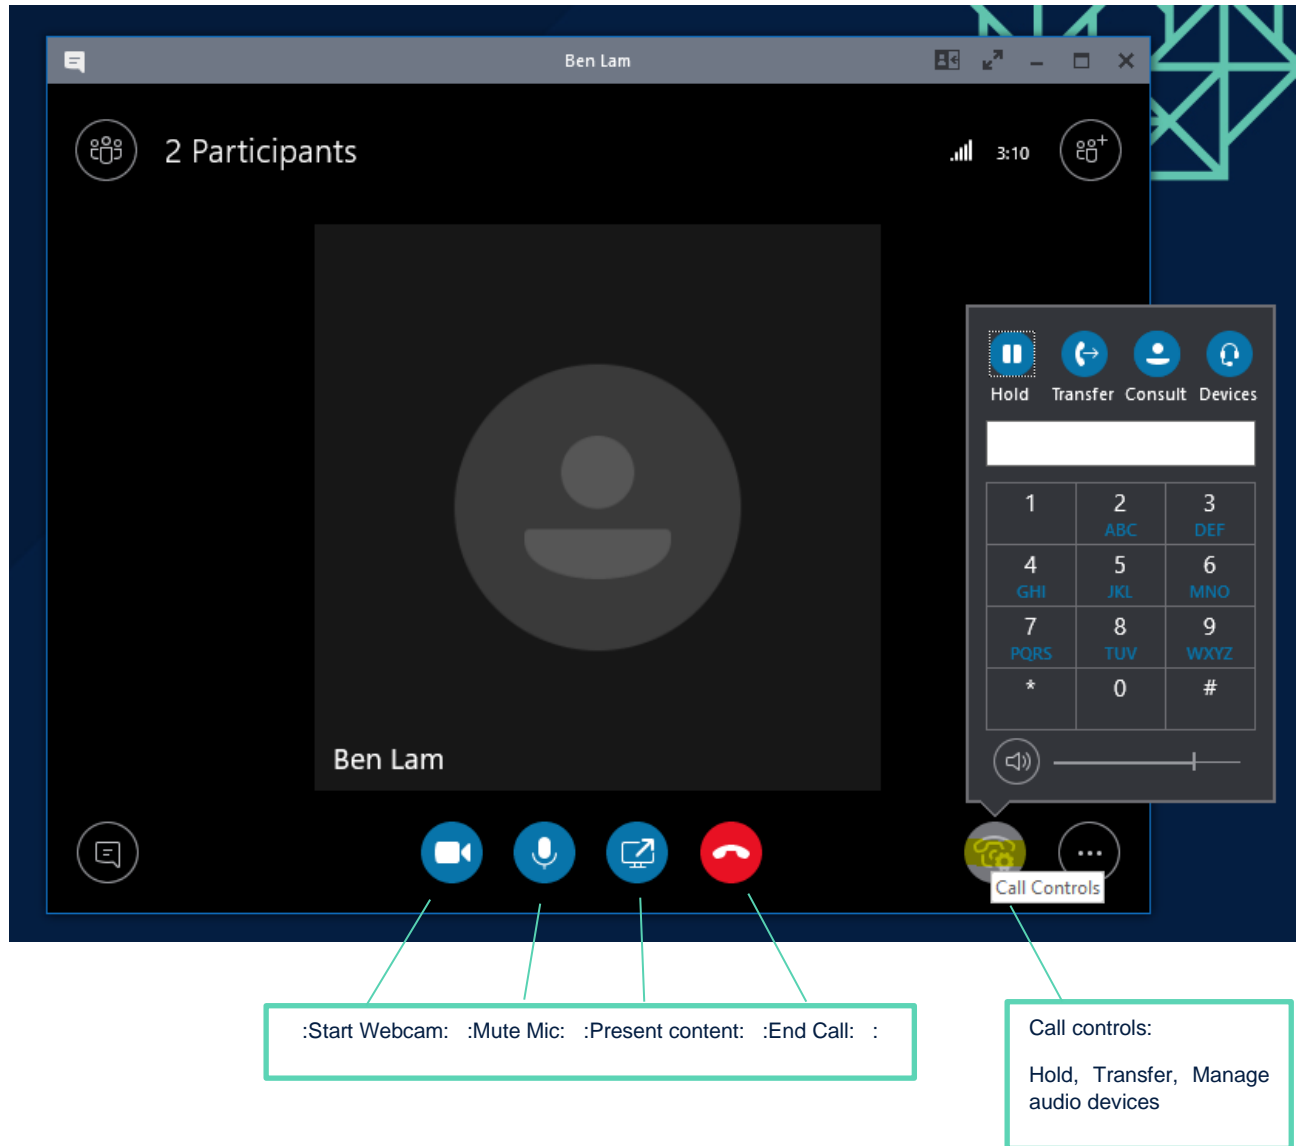 Ben Lam
2 Participants
3:10
Hold Transfer Consult Devices
1 2 3
ABC DEF
4 5 6
GHI JKL MNO
7 8 9
PQRS TUV WXYZ
* 0 #
Ben Lam
Call Controls
:Start Webcam: :Mute Mic: :Present content: :End Call: :
Call controls:
Hold, Transfer, Manage
audio devices